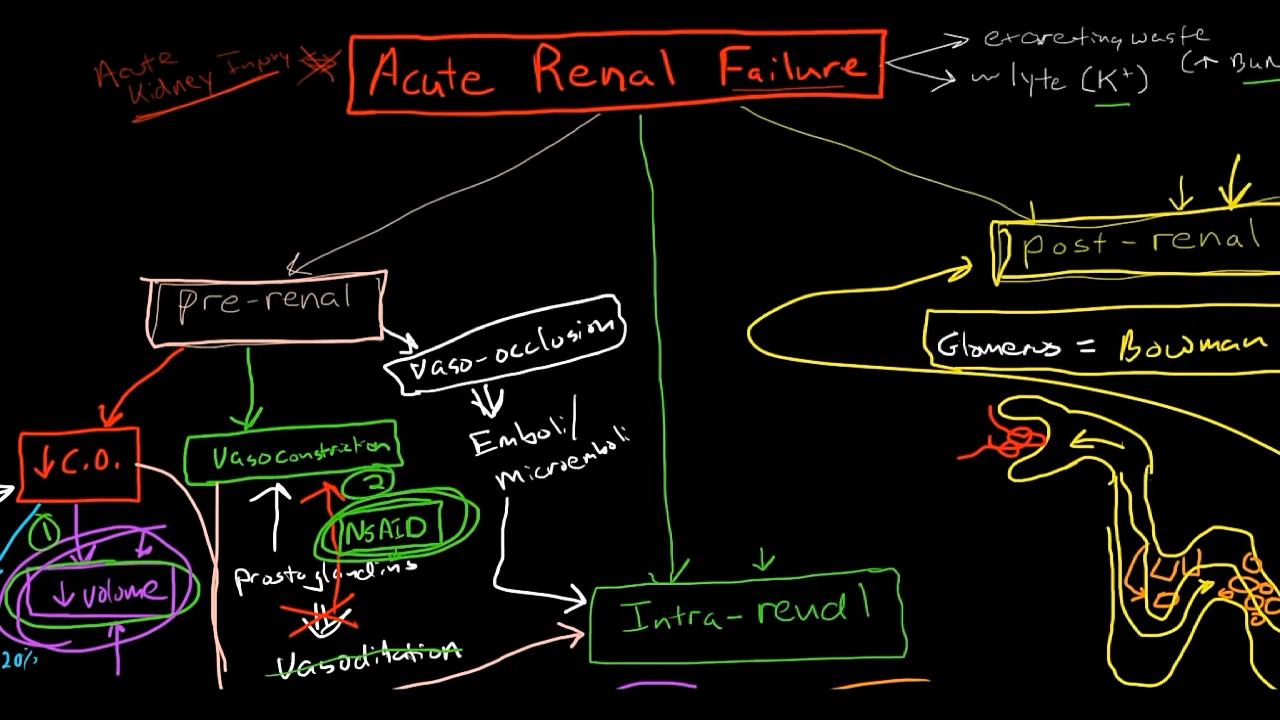 Acute
Kidney Injury
Acute Renal Failure
excreting waste
~ lyte (K+)
(↑ BUN
Pre-renal
post-renal
Vaso-occlusion
Glomerus = Bowman
↓ C.O.
Vasoconstriction
Emboli/
microemboli
1
2
NSAID
↓ volume
prostaglandins
Vasoditation
20%
Intra-renal